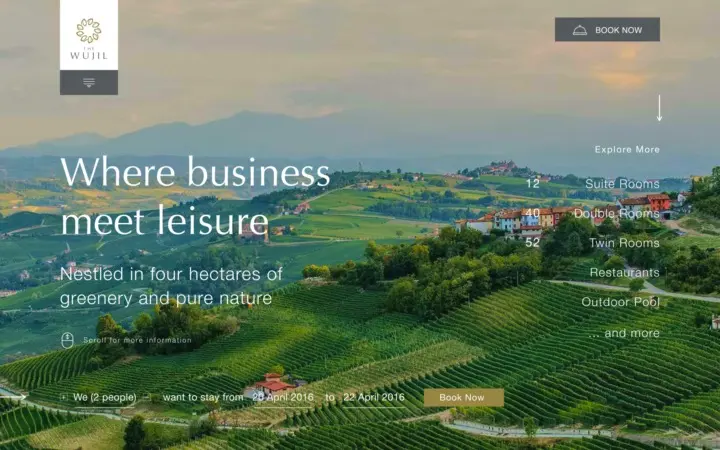 THE
WUJIL
BOOK NOW
Explore More
Where business
meet leisure
Nestled in four hectares of
greenery and pure nature
12 Suite Rooms
40 Double Rooms
52 Twin Rooms
Restaurants
Outdoor Pool
... and more
Scroll for more information
We (2 people) want to stay from 20 April 2016 to 22 April 2016
Book Now